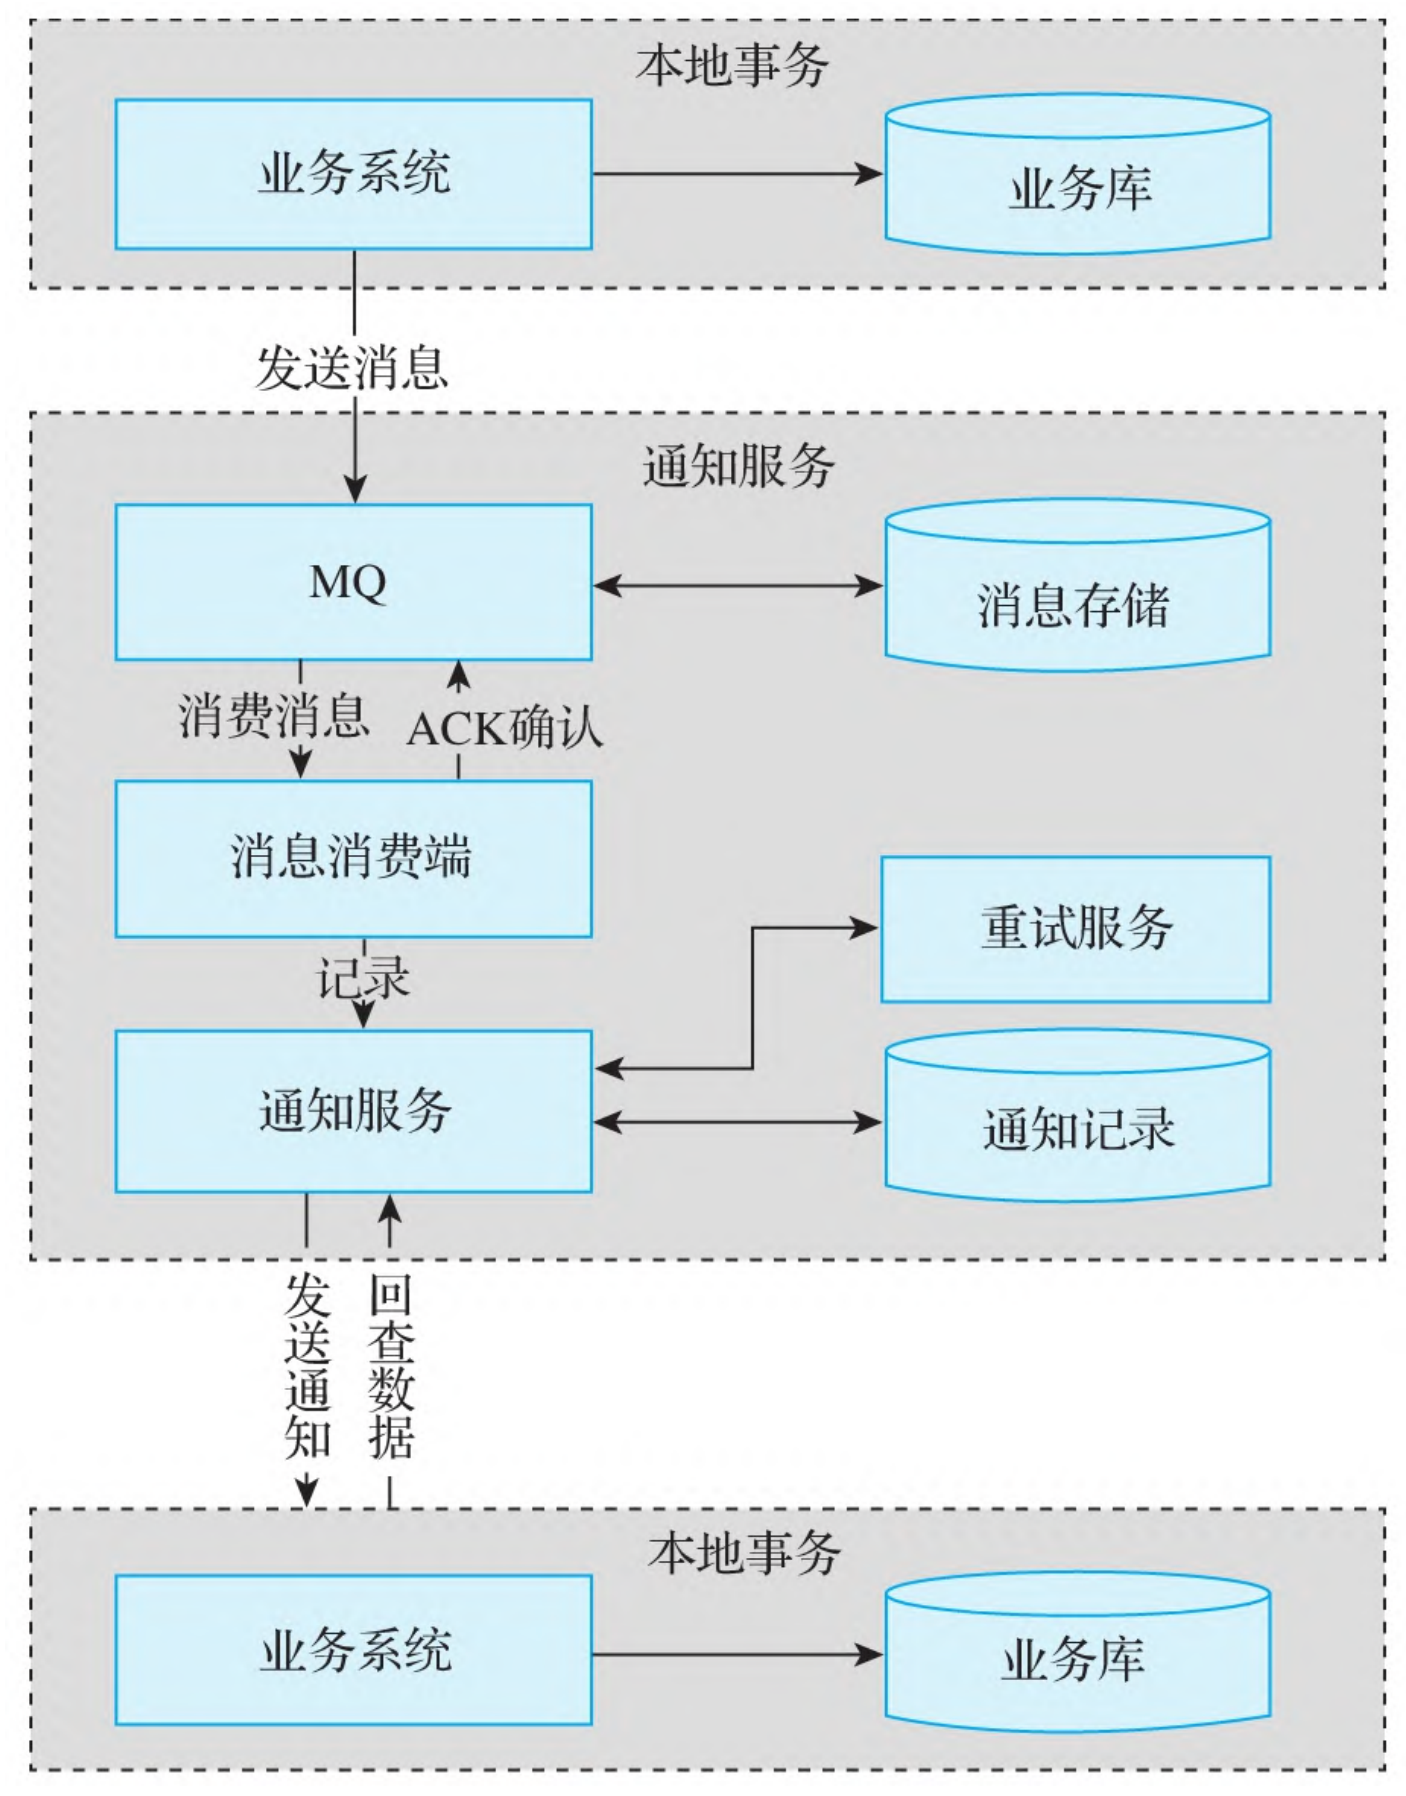 本地事务
业务系统
业务库
发送消息
通知服务
MQ
消息存储
消费消息
ACK确认
消息消费端
重试服务
记录
通知服务
通知记录
发送通知
回查数据
本地事务
业务系统
业务库